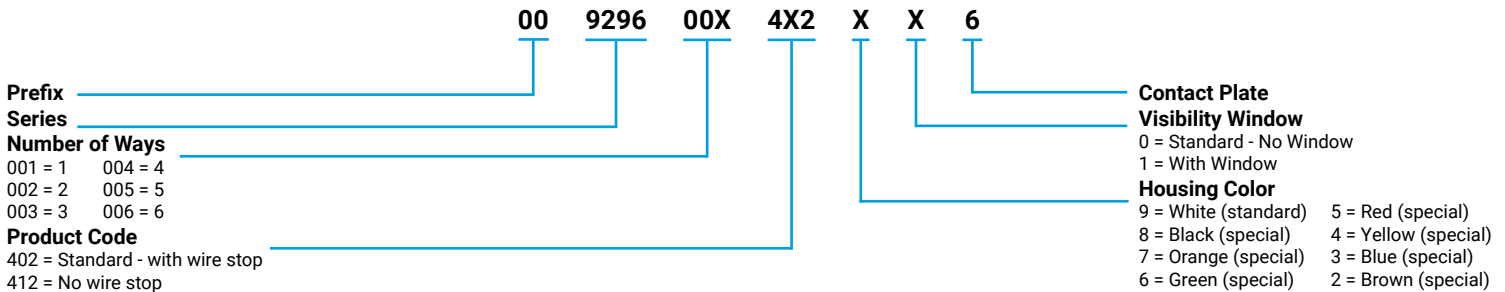 00 9296 00X 4X2 X X 6
Prefix
Series
Number of Ways
001 = 1 004 = 4
002 = 2 005 = 5
003 = 3 006 = 6
Product Code
402 = Standard - with wire stop
412 = No wire stop
Contact Plate
Visibility Window
0 = Standard - No Window
1 = With Window
Housing Color
9 = White (standard) 5 = Red (special)
8 = Black (special) 4 = Yellow (special)
7 = Orange (special) 3 = Blue (special)
6 = Green (special) 2 = Brown (special)